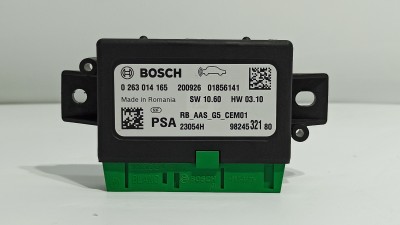 BOSCH
0 263 014 165 200926 01856141
Made in Romania SW 10.60 HW 03.10
PSA RB_AAS_G5_CEM01
23054H 98245 321 80
BOSCH